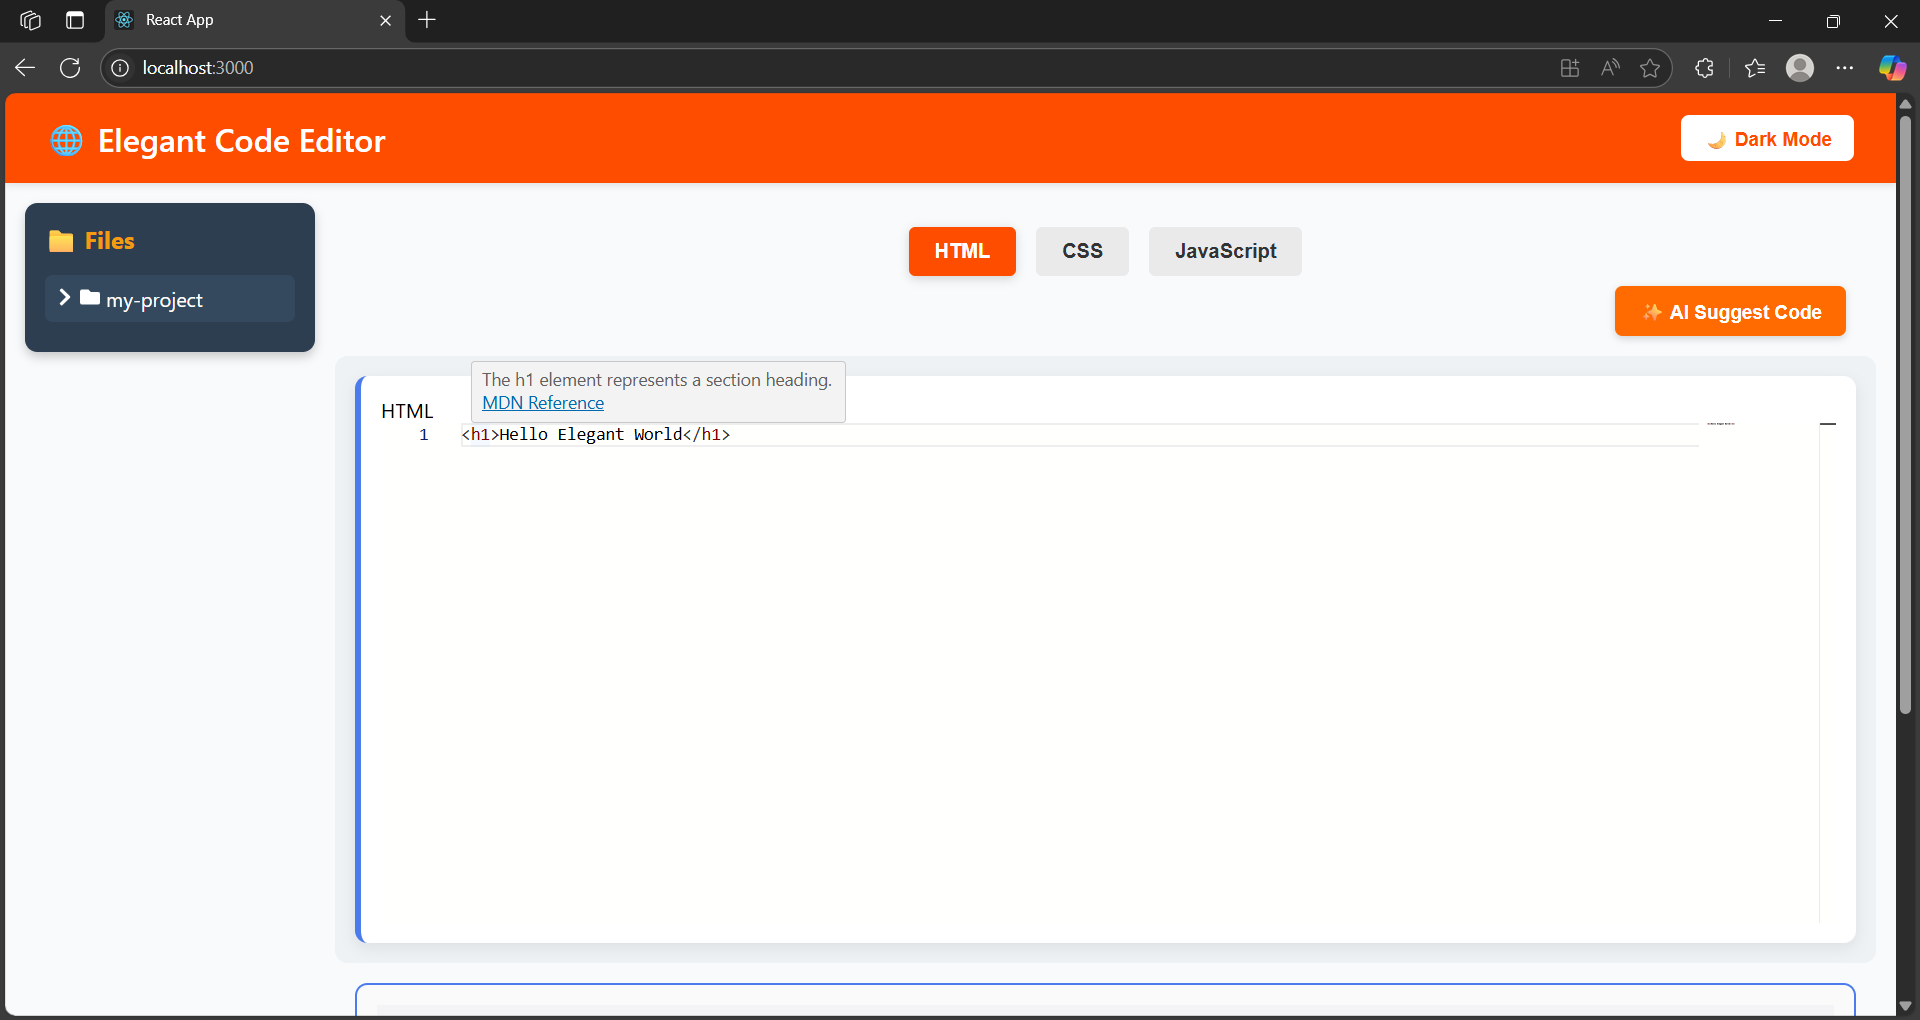 React App
localhost:3000
🌐 Elegant Code Editor
🌙 Dark Mode
📁 Files
my-project
HTML
CSS
JavaScript
✨ AI Suggest Code
The h1 element represents a section heading.
MDN Reference
HTML
1 <h1>Hello Elegant World</h1>